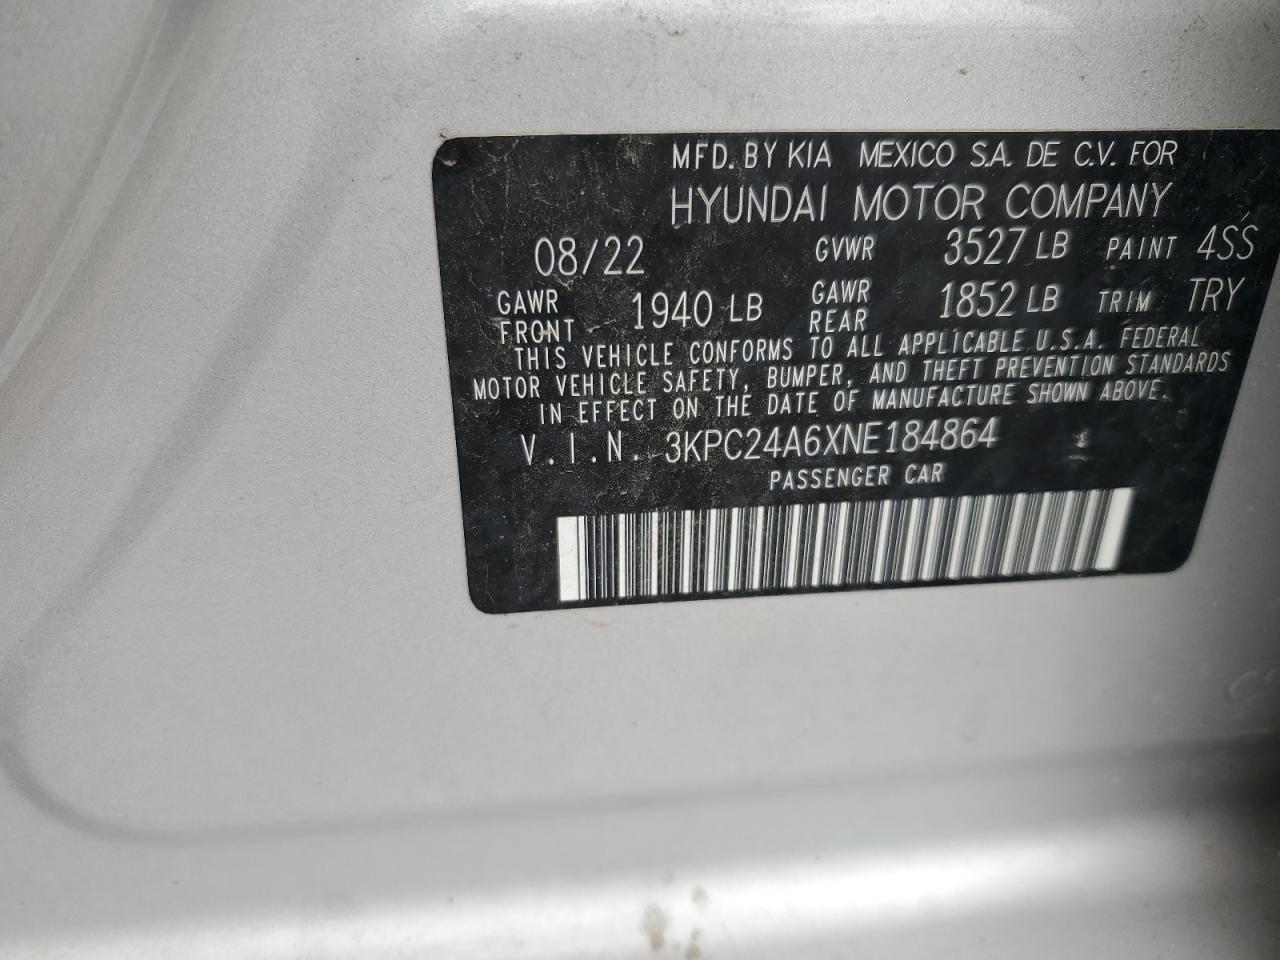 MFD. BY KIA MEXICO S.A. DE C.V. FOR
HYUNDAI MOTOR COMPANY
08/22 GVWR 3527 LB PAINT 4SS
GAWR FRONT 1940 LB GAWR REAR 1852 LB TRIM TRY
THIS VEHICLE CONFORMS TO ALL APPLICABLE U.S.A. FEDERAL
MOTOR VEHICLE SAFETY, BUMPER, AND THEFT PREVENTION STANDARDS
IN EFFECT ON THE DATE OF MANUFACTURE SHOWN ABOVE.
V.I.N. 3KPC24A6XNE184864
PASSENGER CAR